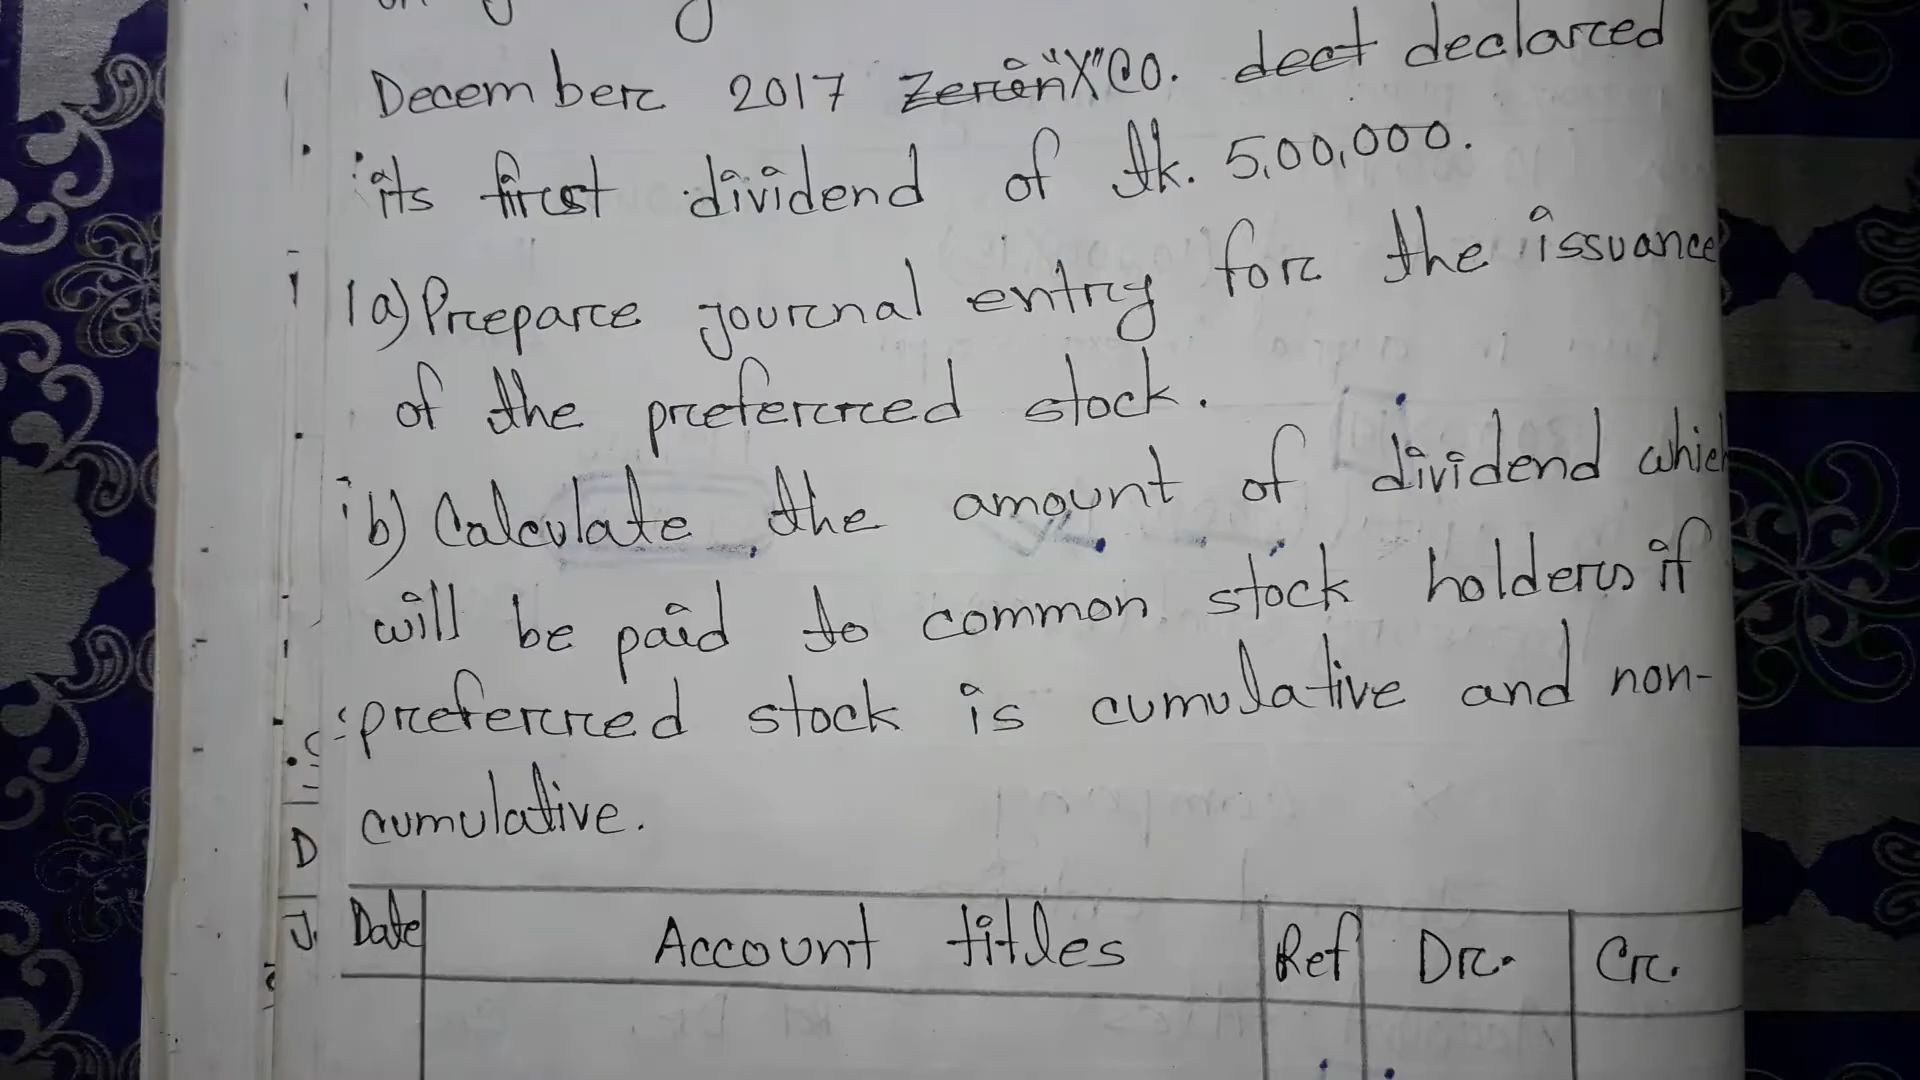 December 2017 "X" Co. declared
its first dividend of tk. 5,00,000.
a) Prepare journal entry for the issuance
of the preferred stock.
b) Calculate the amount of dividend which
will be paid to common stock holders if
preferred stock is cumulative and non-
cumulative.
Date Account titles Ref Dr. Cr.
D
J.